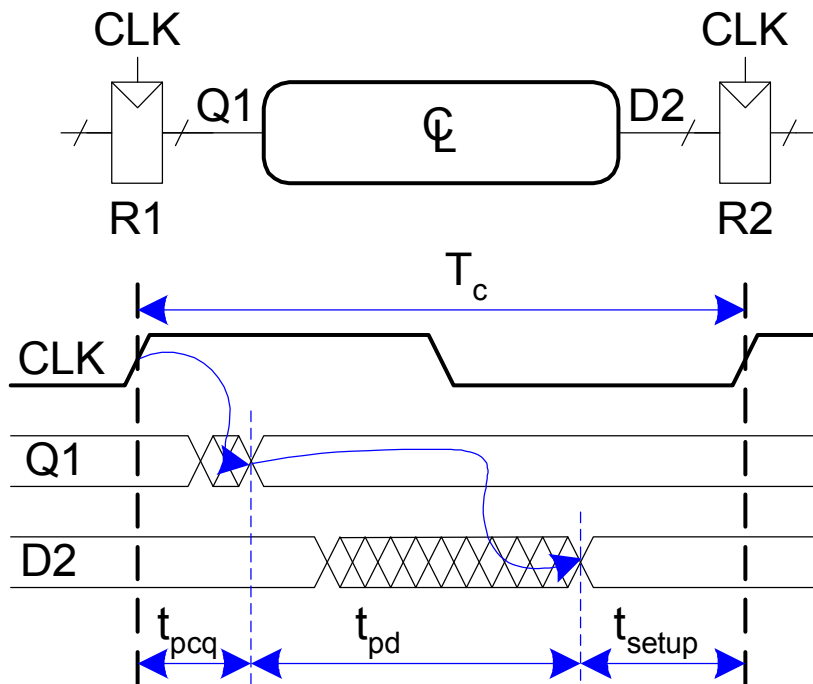 CLK CLK
Q1 CL D2
R1 R2
Tc
CLK
Q1
D2
tpcq tpd tsetup